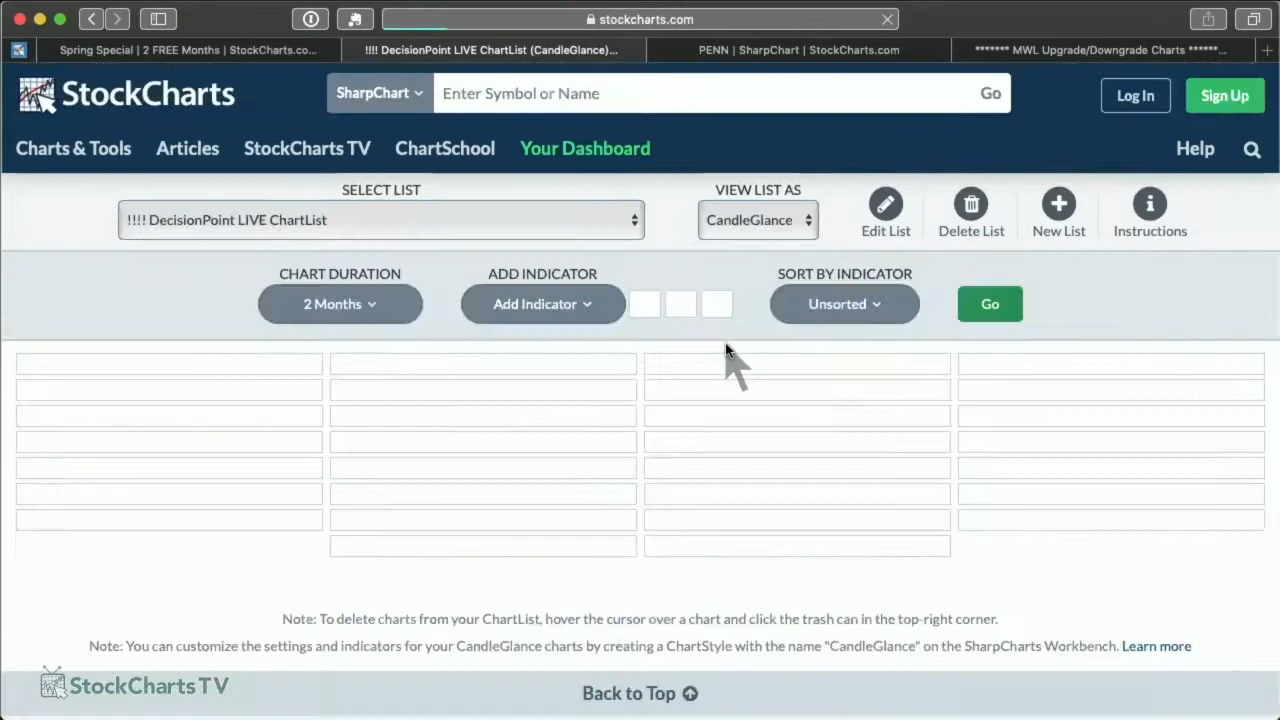 stockcharts.com
Spring Special | 2 FREE Months | StockCharts.co...
!!!! DecisionPoint LIVE ChartList (CandleGlance)...
PENN | SharpChart | StockCharts.com
******* MWL Upgrade/Downgrade Charts ******...
StockCharts
SharpChart
Enter Symbol or Name
Go
Log In
Sign Up
Charts & Tools
Articles
StockCharts TV
ChartSchool
Your Dashboard
Help
SELECT LIST
VIEW LIST AS
!!!! DecisionPoint LIVE ChartList
CandleGlance
Edit List
Delete List
New List
Instructions
CHART DURATION
ADD INDICATOR
SORT BY INDICATOR
2 Months
Add Indicator
Unsorted
Go
Note: To delete charts from your ChartList, hover the cursor over a chart and click the trash can in the top-right corner.
Note: You can customize the settings and indicators for your CandleGlance charts by creating a ChartStyle with the name "CandleGlance" on the SharpCharts Workbench. Learn more
StockCharts TV
Back to Top